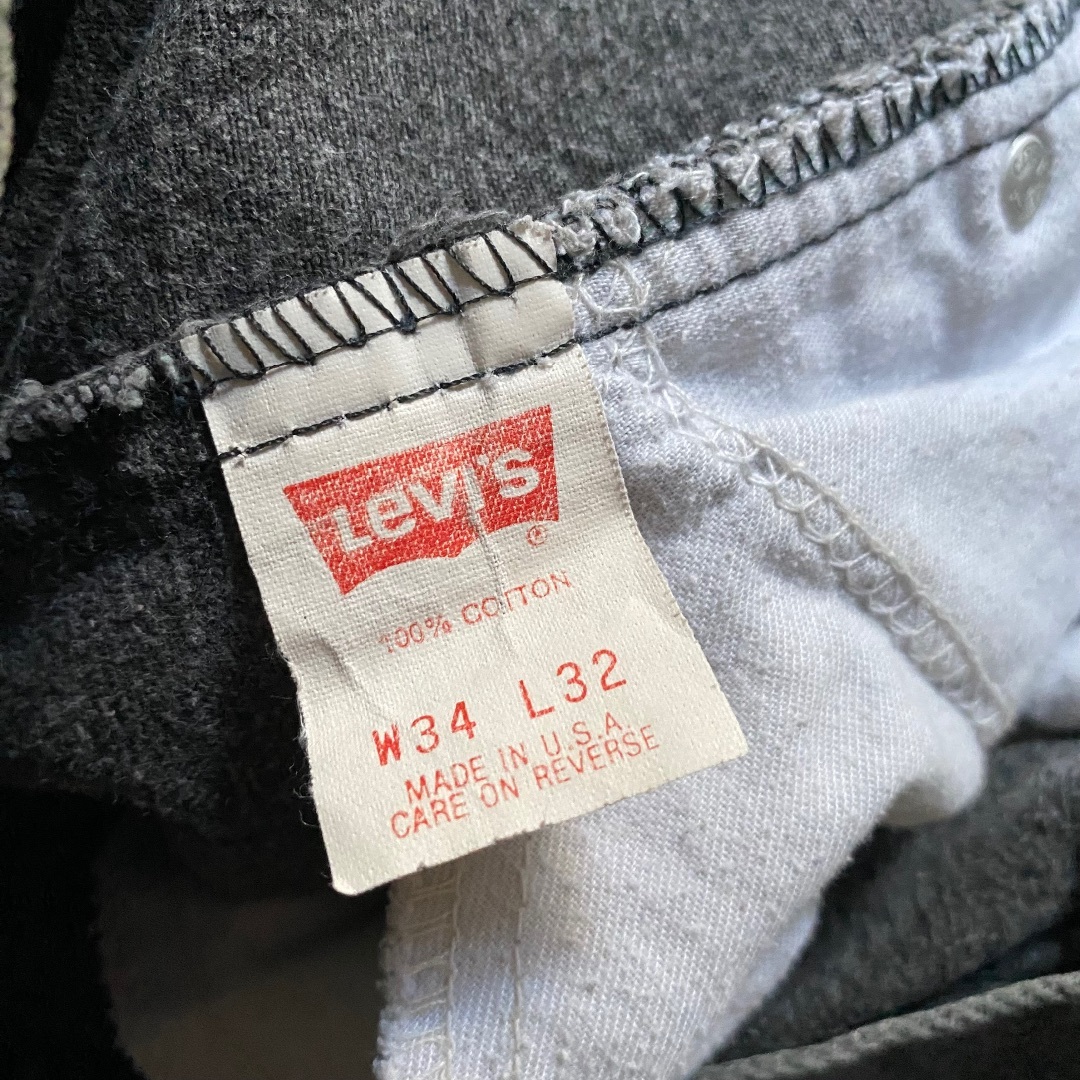 Levi's
®
100% COTTON
W34 L32
MADE IN U.S.A.
CARE ON REVERSE